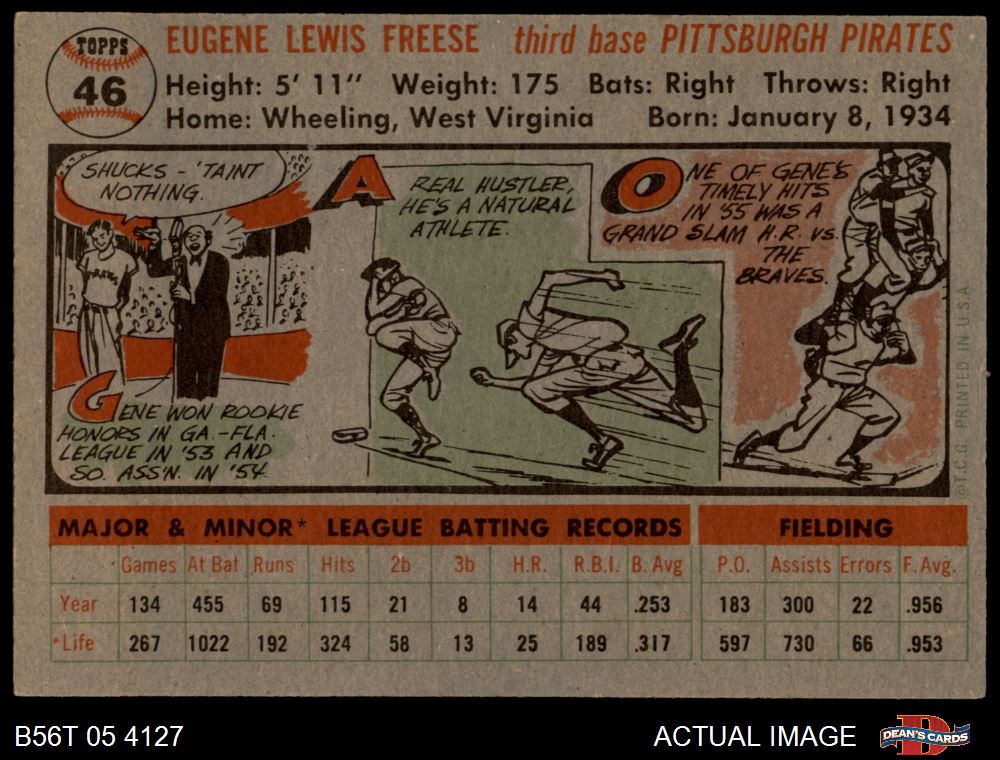 TOPPS
46
EUGENE LEWIS FREESE third base PITTSBURGH PIRATES
Height: 5' 11" Weight: 175 Bats: Right Throws: Right
Home: Wheeling, West Virginia Born: January 8, 1934
SHUCKS - 'TAINT
NOTHING.
PIRATES
GENE WON ROOKIE
HONORS IN GA.-FLA.
LEAGUE IN '53 AND
SO. ASS'N. IN '54.
A REAL HUSTLER,
HE'S A NATURAL
ATHLETE.
ONE OF GENE'S
TIMELY HITS
IN '55 WAS A
GRAND SLAM H.R. VS.
THE
BRAVES.
©T.C.G. PRINTED IN U.S.A.
MAJOR & MINOR* LEAGUE BATTING RECORDS FIELDING
Games At Bat Runs Hits 2b 3b H.R. R.B.I. B. Avg P.O. Assists Errors F. Avg.
Year 134 455 69 115 21 8 14 44 .253 183 300 22 .956
*Life 267 1022 192 324 58 13 25 189 .317 597 730 66 .953
B56T 05 4127 ACTUAL IMAGE DEAN'S CARDS